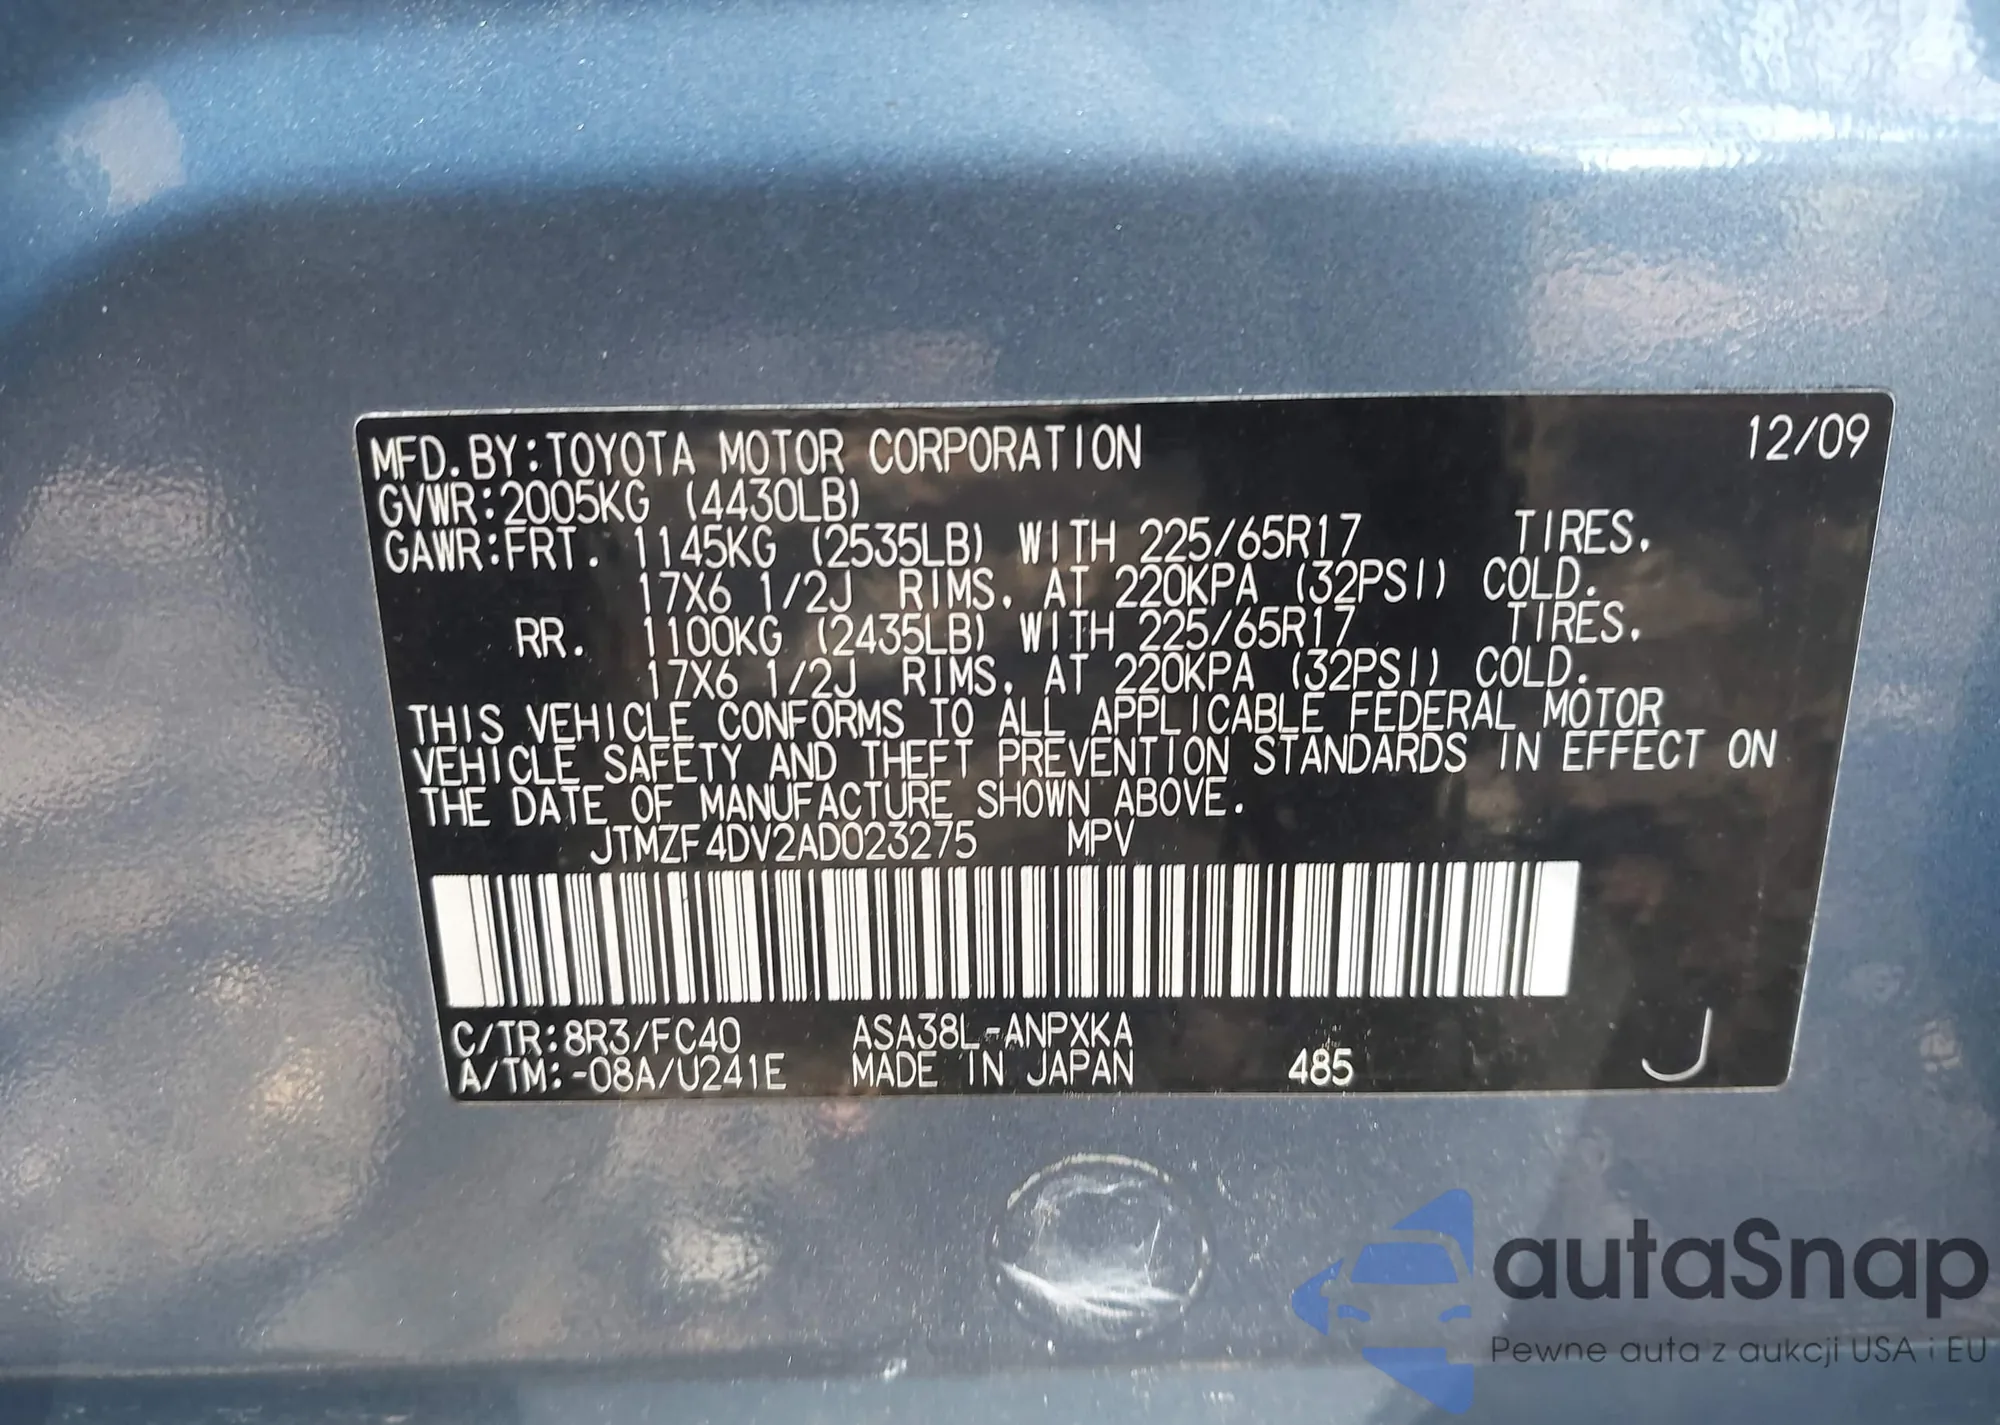 MFD.BY:TOYOTA MOTOR CORPORATION 12/09
GVWR:2005KG (4430LB)
GAWR:FRT. 1145KG (2535LB) WITH 225/65R17 TIRES.
17X6 1/2J RIMS. AT 220KPA (32PSI) COLD.
RR. 1100KG (2435LB) WITH 225/65R17 TIRES.
17X6 1/2J RIMS. AT 220KPA (32PSI) COLD.
THIS VEHICLE CONFORMS TO ALL APPLICABLE FEDERAL MOTOR
VEHICLE SAFETY AND THEFT PREVENTION STANDARDS IN EFFECT ON
THE DATE OF MANUFACTURE SHOWN ABOVE.
JTMZF4DV2AD023275 MPV
C/TR:8R3/FC40 ASA38L-ANPXKA
A/TM:-08A/U241E MADE IN JAPAN 485 J
autaSnap
Pewne auta z aukcji USA i EU